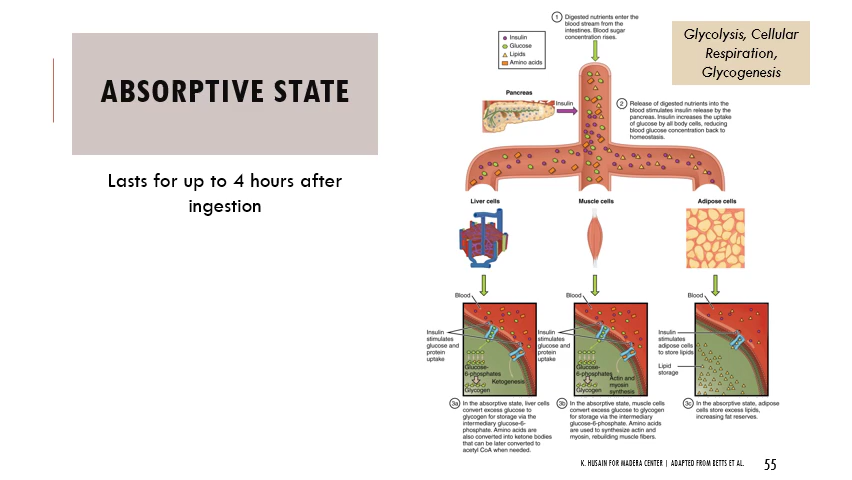 ABSORPTIVE STATE
Lasts for up to 4 hours after
ingestion
Glycolysis, Cellular
Respiration,
Glycogenesis
1 Digested nutrients enter the
blood stream from the
intestines. Blood sugar
concentration rises.
Insulin
Glucose
Lipids
Amino acids
Pancreas
Insulin
2 Release of digested nutrients into the
blood stimulates insulin release by the
pancreas. Insulin increases the uptake
of glucose by all body cells, reducing
blood glucose concentration back to
homeostasis.
Liver cells
Muscle cells
Adipose cells
Blood
Insulin
stimulates
glucose and
protein
uptake
Glucose-
6-phosphates
Ketogenesis
Glycogen
3a In the absorptive state, liver cells
convert excess glucose to
glycogen for storage via the
intermediary glucose-6-
phosphate. Amino acids are
also converted into ketone bodies
that can be later converted to
acetyl CoA when needed.
Blood
Insulin
stimulates
glucose and
protein
uptake
Glucose-
6-phosphates
Actin and
myosin
synthesis
Glycogen
3b In the absorptive state, muscle cells
convert excess glucose to glycogen
for storage via the intermediary
glucose-6-phosphate. Amino acids
are used to synthesize actin and
myosin, rebuilding muscle fibers.
Blood
Insulin
stimulates
adipose cells
to store lipids
Lipid
storage
3c In the absorptive state, adipose
cells store excess lipids,
increasing fat reserves.
K. HUSAIN FOR MADERA CENTER | ADAPTED FROM BETTS ET AL.
55